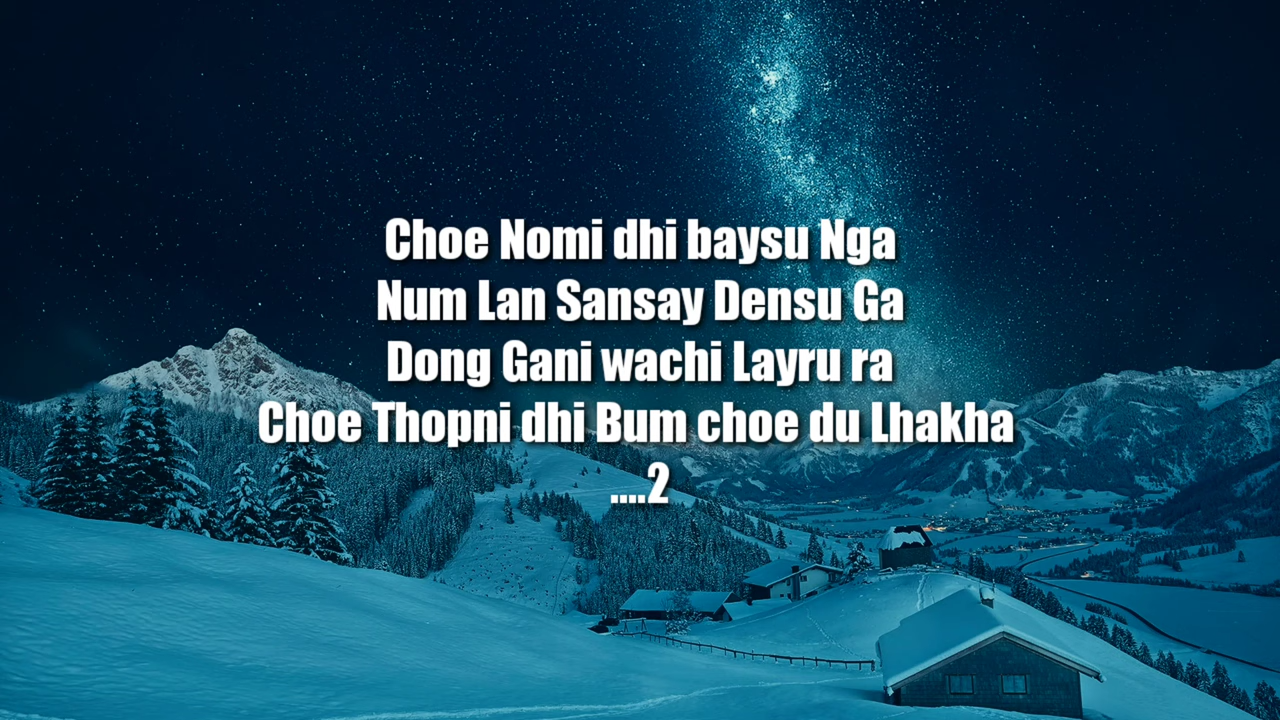 Choe Nomi dhi baysu Nga
Num Lan Sansay Densu Ga
Dong Gani wachi Layru ra
Choe Thopni dhi Bum choe du Lhakha
....2